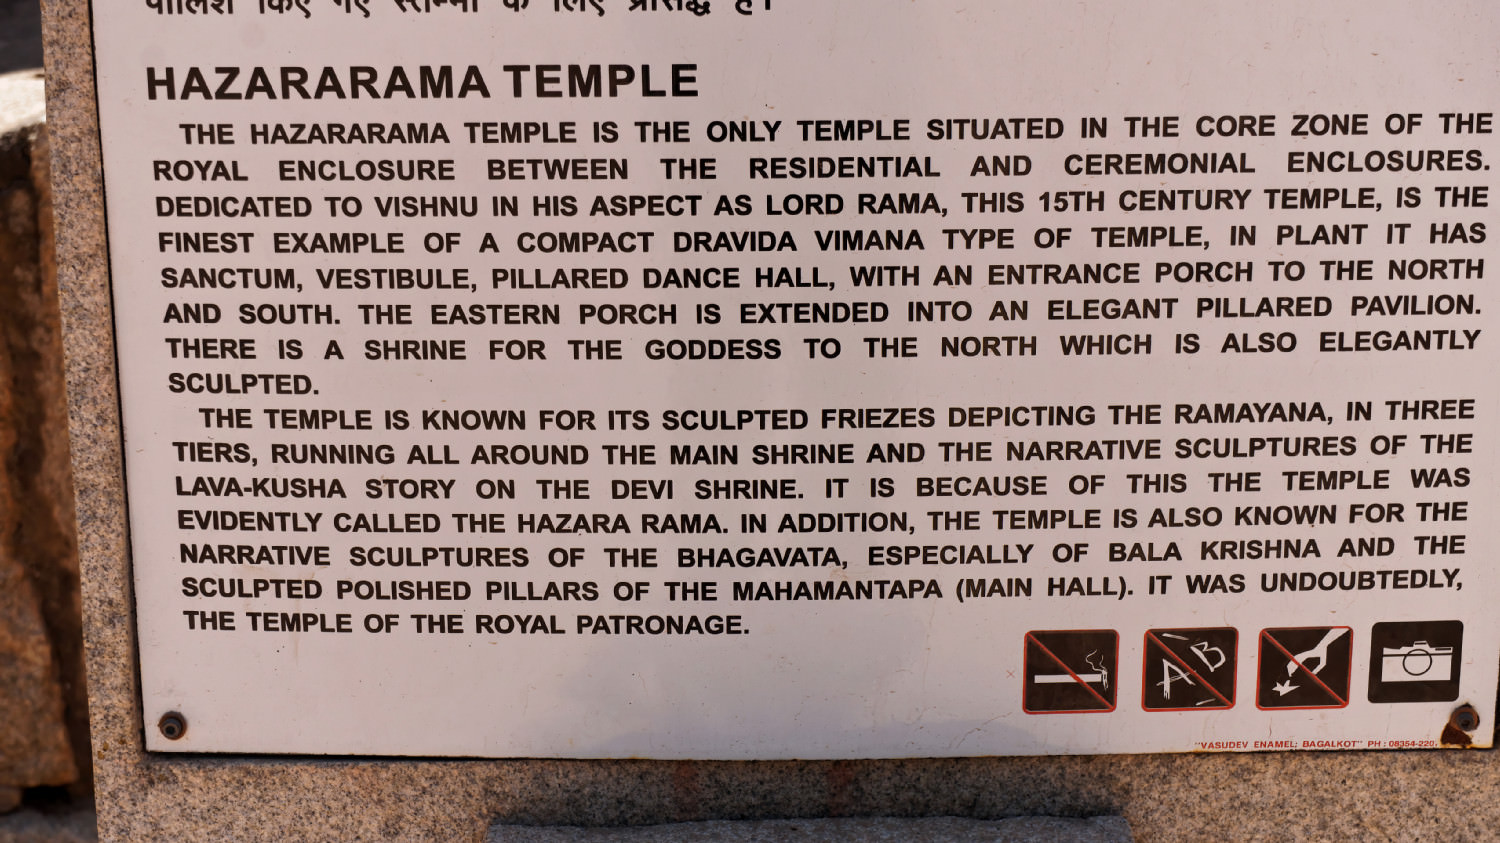 पॉलिश किए गए स्तम्भों के लिए प्रसिद्ध है।
HAZARARAMA TEMPLE
THE HAZARARAMA TEMPLE IS THE ONLY TEMPLE SITUATED IN THE CORE ZONE OF THE
ROYAL ENCLOSURE BETWEEN THE RESIDENTIAL AND CEREMONIAL ENCLOSURES.
DEDICATED TO VISHNU IN HIS ASPECT AS LORD RAMA, THIS 15TH CENTURY TEMPLE, IS THE
FINEST EXAMPLE OF A COMPACT DRAVIDA VIMANA TYPE OF TEMPLE, IN PLANT IT HAS
SANCTUM, VESTIBULE, PILLARED DANCE HALL, WITH AN ENTRANCE PORCH TO THE NORTH
AND SOUTH. THE EASTERN PORCH IS EXTENDED INTO AN ELEGANT PILLARED PAVILION.
THERE IS A SHRINE FOR THE GODDESS TO THE NORTH WHICH IS ALSO ELEGANTLY
SCULPTED.
THE TEMPLE IS KNOWN FOR ITS SCULPTED FRIEZES DEPICTING THE RAMAYANA, IN THREE
TIERS, RUNNING ALL AROUND THE MAIN SHRINE AND THE NARRATIVE SCULPTURES OF THE
LAVA-KUSHA STORY ON THE DEVI SHRINE. IT IS BECAUSE OF THIS THE TEMPLE WAS
EVIDENTLY CALLED THE HAZARA RAMA. IN ADDITION, THE TEMPLE IS ALSO KNOWN FOR THE
NARRATIVE SCULPTURES OF THE BHAGAVATA, ESPECIALLY OF BALA KRISHNA AND THE
SCULPTED POLISHED PILLARS OF THE MAHAMANTAPA (MAIN HALL). IT WAS UNDOUBTEDLY,
THE TEMPLE OF THE ROYAL PATRONAGE.
A B
"VASUDEV ENAMEL; BAGALKOT" PH : 08354-220